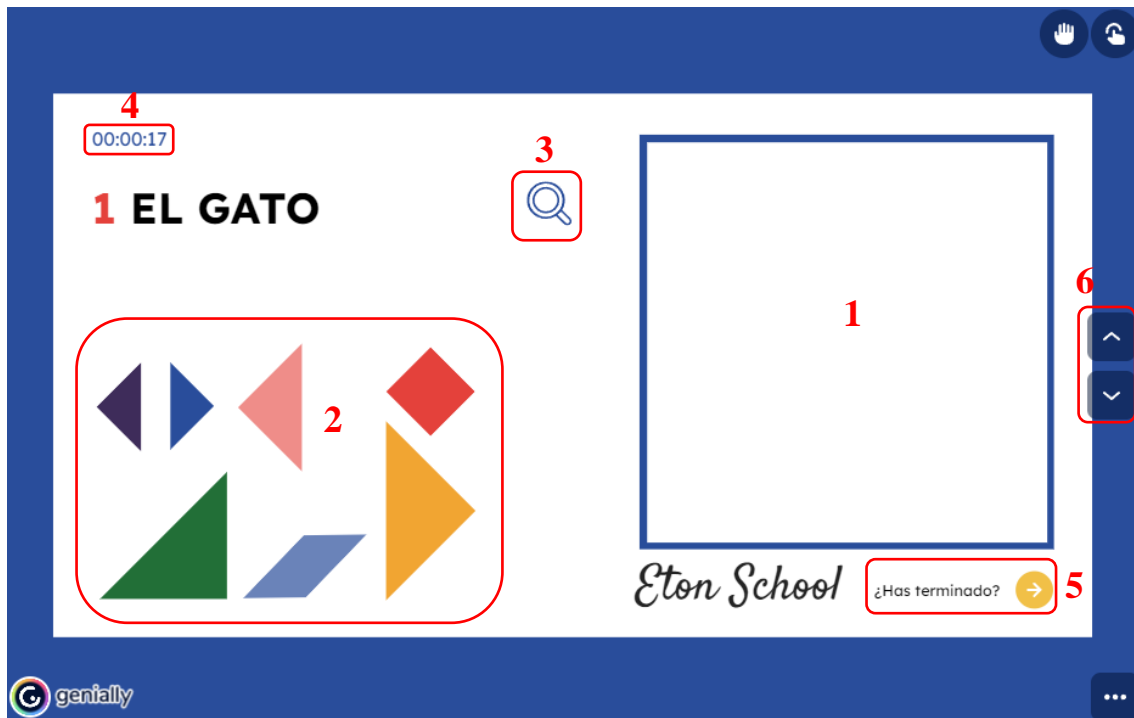 4
00:00:17
3
1 EL GATO
6
1
2
Eton School
¿Has terminado?
5
genially